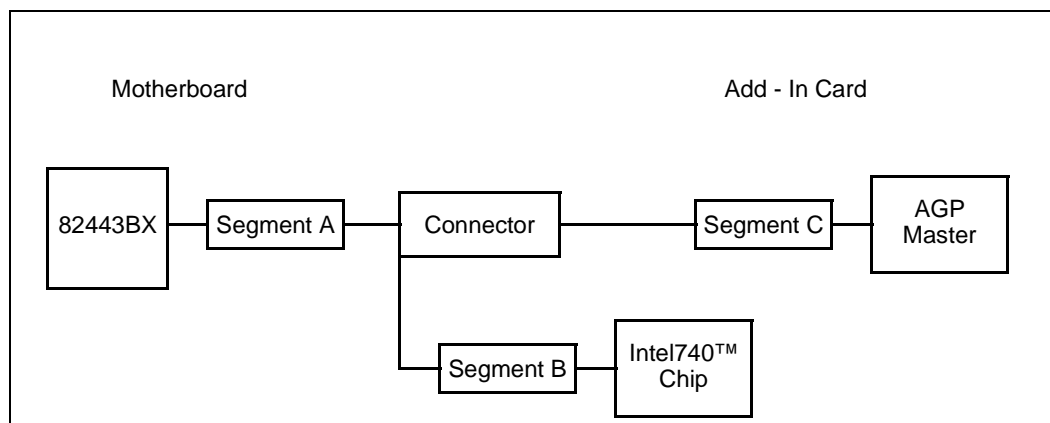 Motherboard
Add - In Card
82443BX
Segment A
Connector
Segment C
AGP
Master
Segment B
Intel740™
Chip